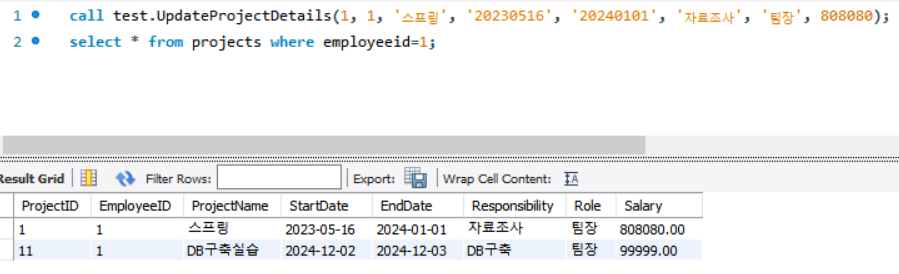 1 call test.UpdateProjectDetails(1, 1, '스프링', '20230516', '20240101', '자료조사', '팀장', 808080);
2 select * from projects where employeeid=1;
Result Grid Filter Rows: Export: Wrap Cell Content: IA
ProjectID EmployeeID ProjectName StartDate EndDate Responsibility Role Salary
1 1 스프링 2023-05-16 2024-01-01 자료조사 팀장 808080.00
11 1 DB구축실습 2024-12-02 2024-12-03 DB구축 팀장 99999.00